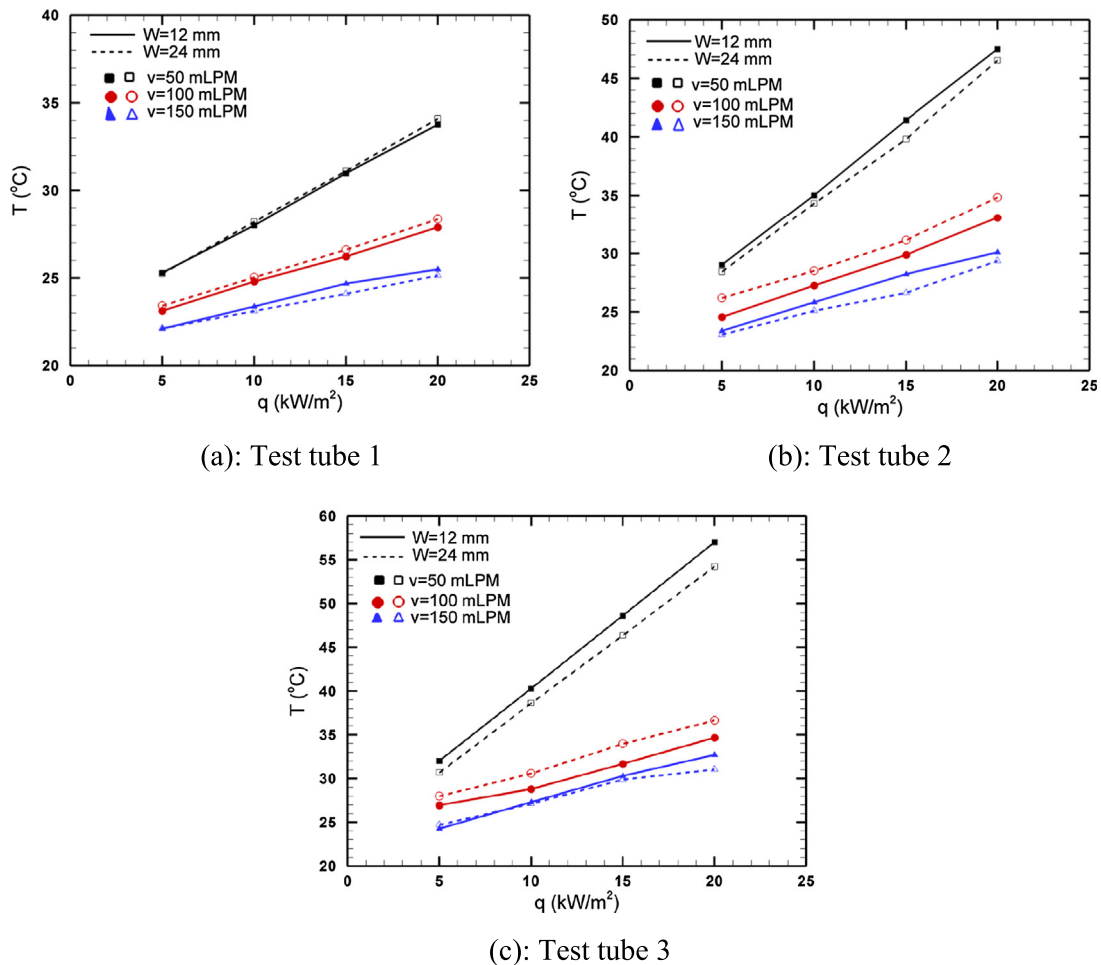 40
35
30
25
20
T (°C)
W=12 mm
W=24 mm
v=50 mLPM
v=100 mLPM
v=150 mLPM
0 5 10 15 20 25
q (kW/m²)
(a): Test tube 1
50
45
40
35
30
25
20
T (°C)
W=12 mm
W=24 mm
v=50 mLPM
v=100 mLPM
v=150 mLPM
0 5 10 15 20 25
q (kW/m²)
(b): Test tube 2
60
55
50
45
40
35
30
25
20
T (°C)
W=12 mm
W=24 mm
v=50 mLPM
v=100 mLPM
v=150 mLPM
0 5 10 15 20 25
q (kW/m²)
(c): Test tube 3